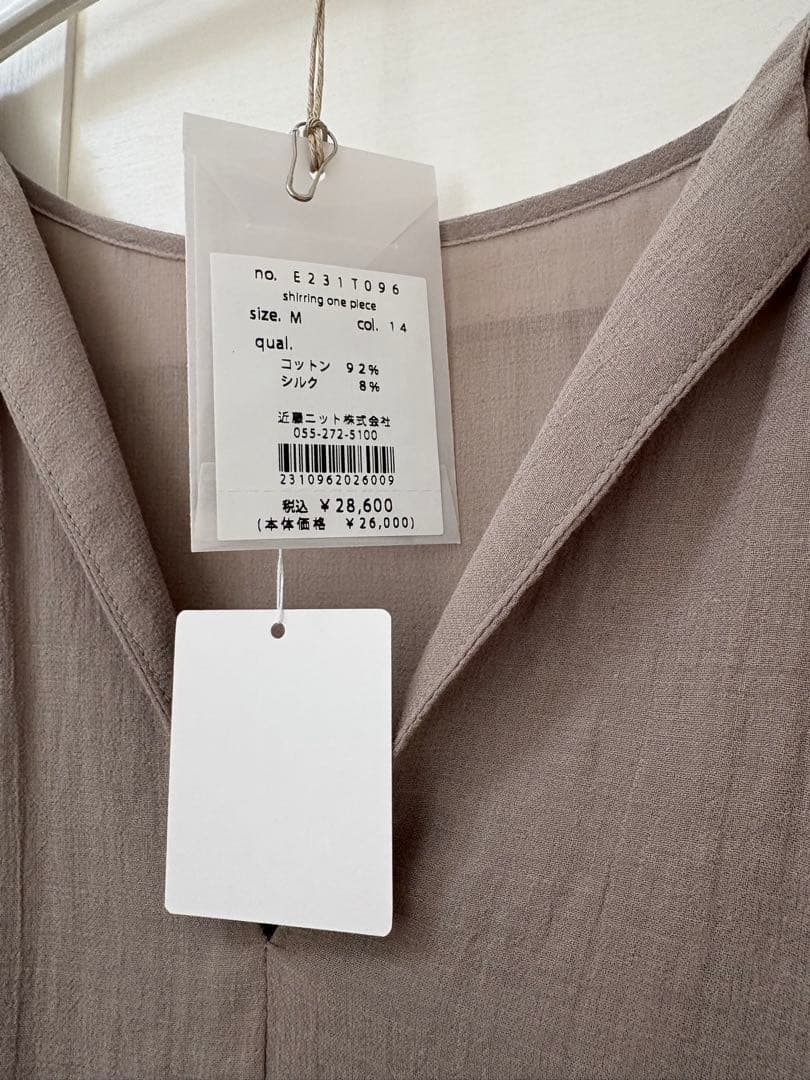 no. E231T096
shirring one piece
size. M col. 14
qual.
コットン 92%
シルク 8%
近藤ニット株式会社
055-272-5100
2310962026009
税込 ¥28,600
(本体価格 ¥26,000)